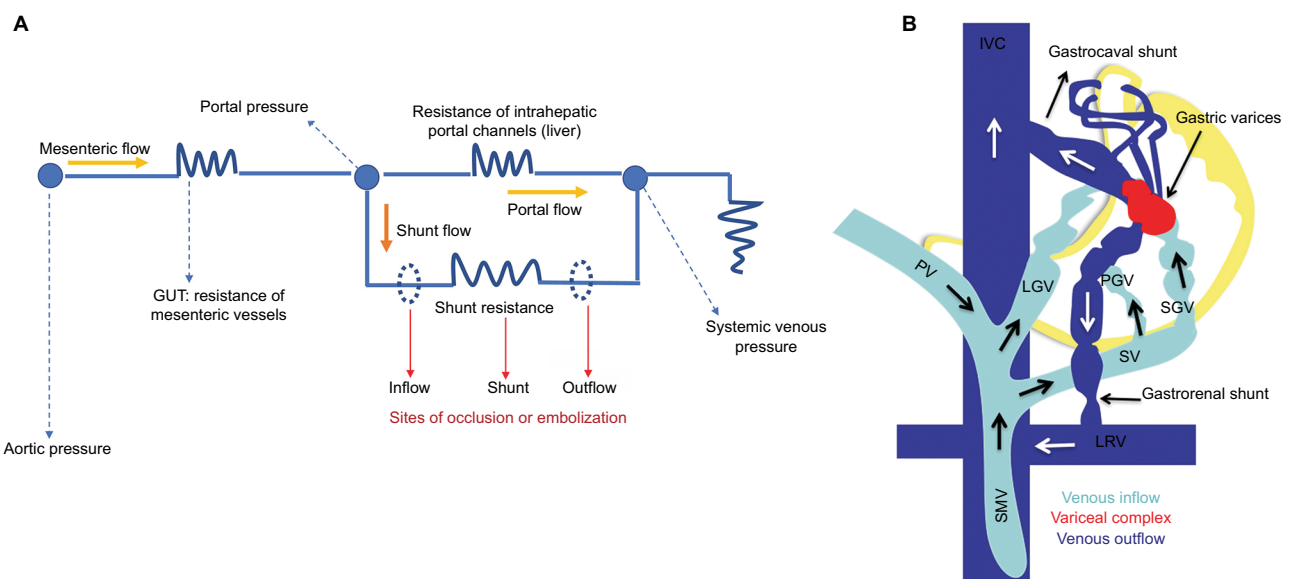 A
Portal pressure
Resistance of intrahepatic
portal channels (liver)
Mesenteric flow
Portal flow
Shunt flow
GUT: resistance of
mesenteric vessels
Shunt resistance
Systemic venous
pressure
Inflow
Shunt
Outflow
Sites of occlusion or embolization
Aortic pressure
B
IVC
Gastrocaval shunt
Gastric varices
PV
LGV
PGV
SGV
SV
Gastrorenal shunt
LRV
SMV
Venous inflow
Variceal complex
Venous outflow